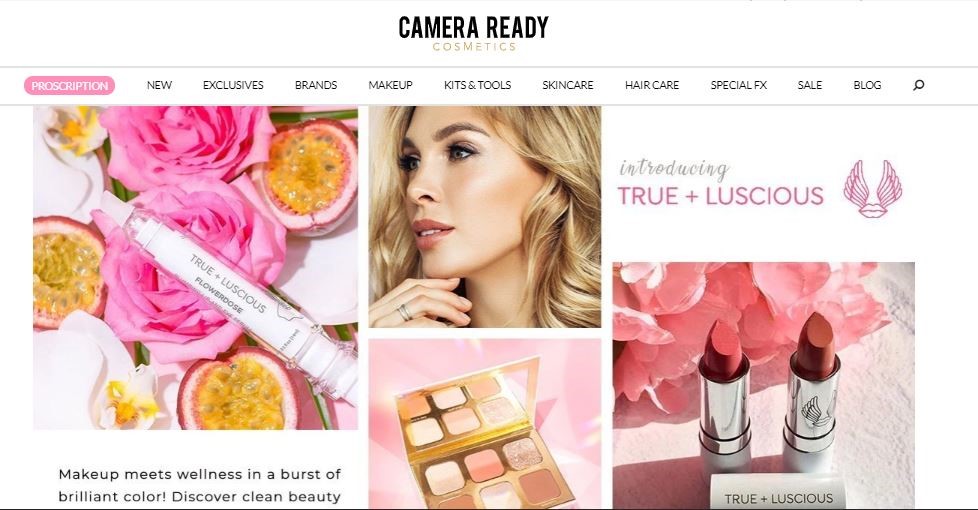 CAMERA READY
COSMETICS
PROSCRIPTION NEW EXCLUSIVES BRANDS MAKEUP KITS & TOOLS SKINCARE HAIR CARE SPECIAL FX SALE BLOG
introducing
TRUE + LUSCIOUS
TRUE + LUSCIOUS
FLOWERDOSE
Makeup meets wellness in a burst of
brilliant color! Discover clean beauty
TRUE + LUSCIOUS